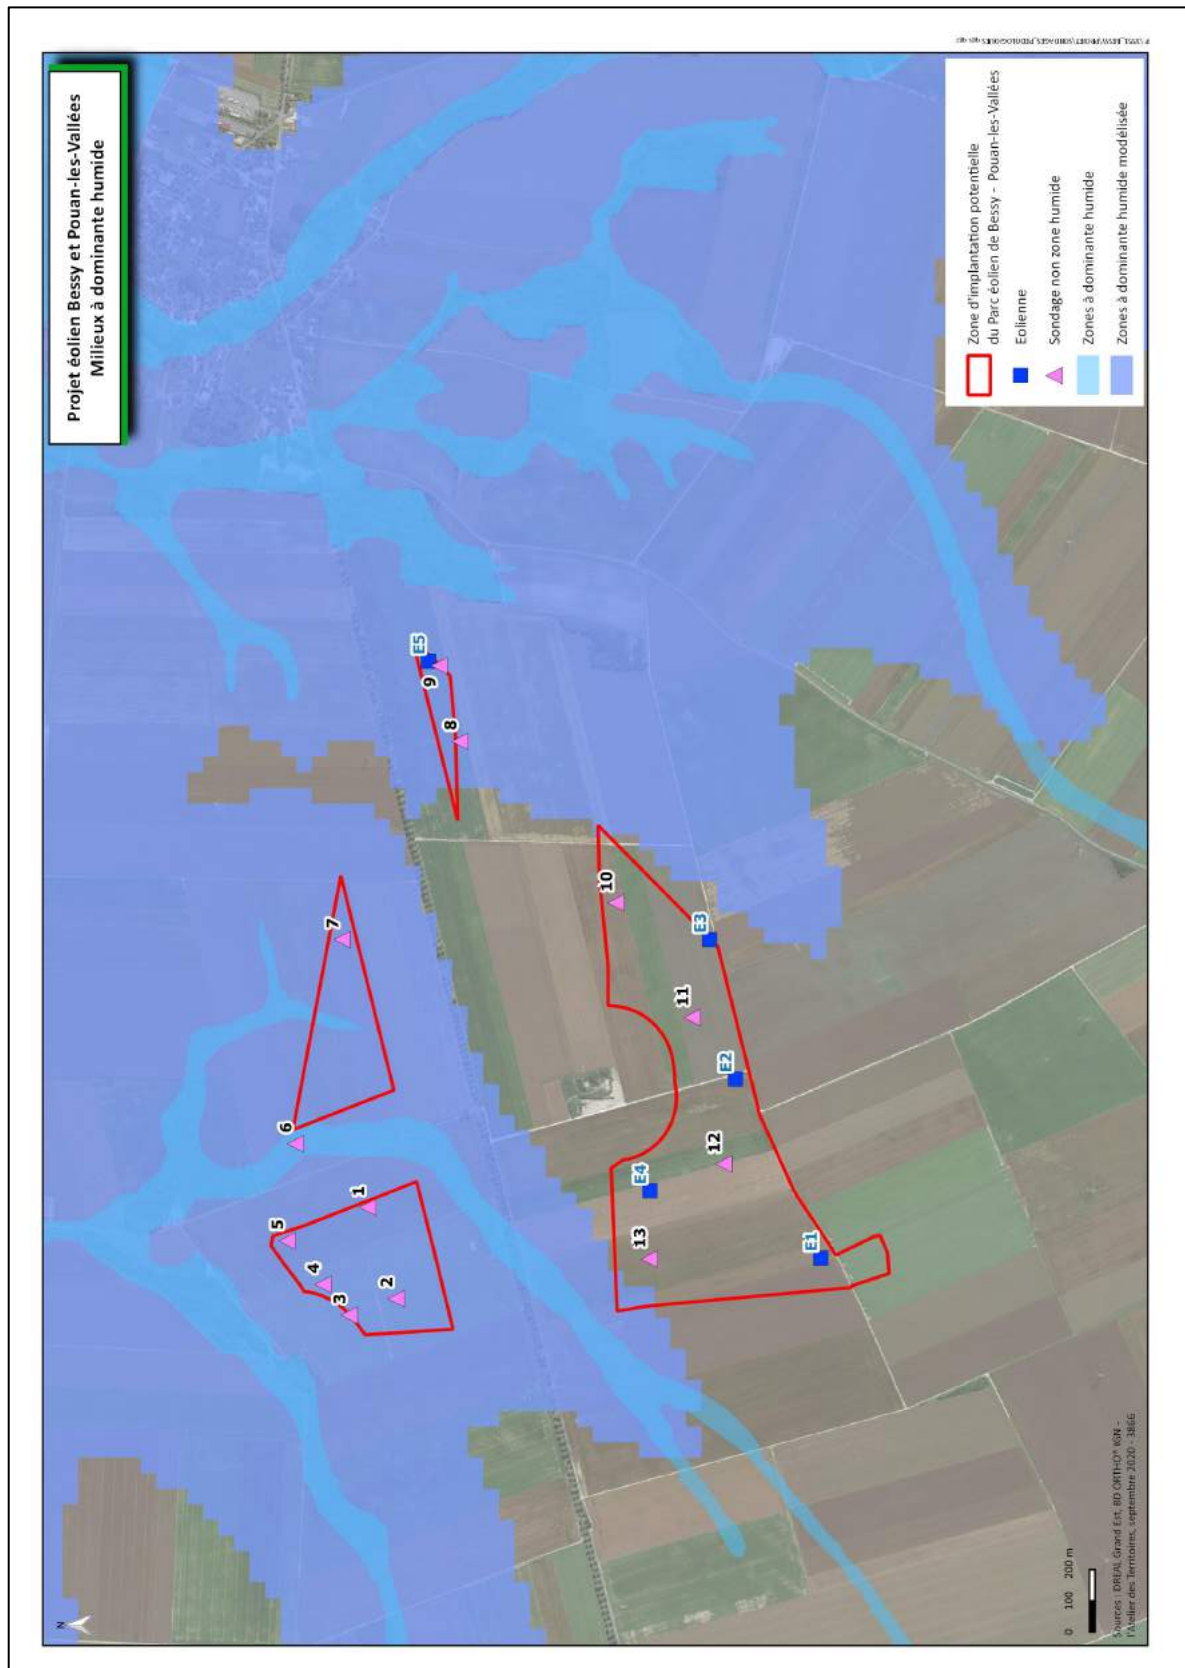 Projet éolien Bessy et Pouan-les-Vallées
Milieux à dominante humide
N
5
4
3
2
1
6
7
8
9
E5
10
11
12
13
E3
E2
E4
E1
Zone d'implantation potentielle
du Parc éolien de Bessy - Pouan-les-Vallées
Eolienne
Sondage non zone humide
Zones à dominante humide
Zones à dominante humide modélisée
0 100 200 m
Sources : DREAL Grand Est, BD ORTHO® IGN -
l'Atelier des Territoires, septembre 2020 - 3866